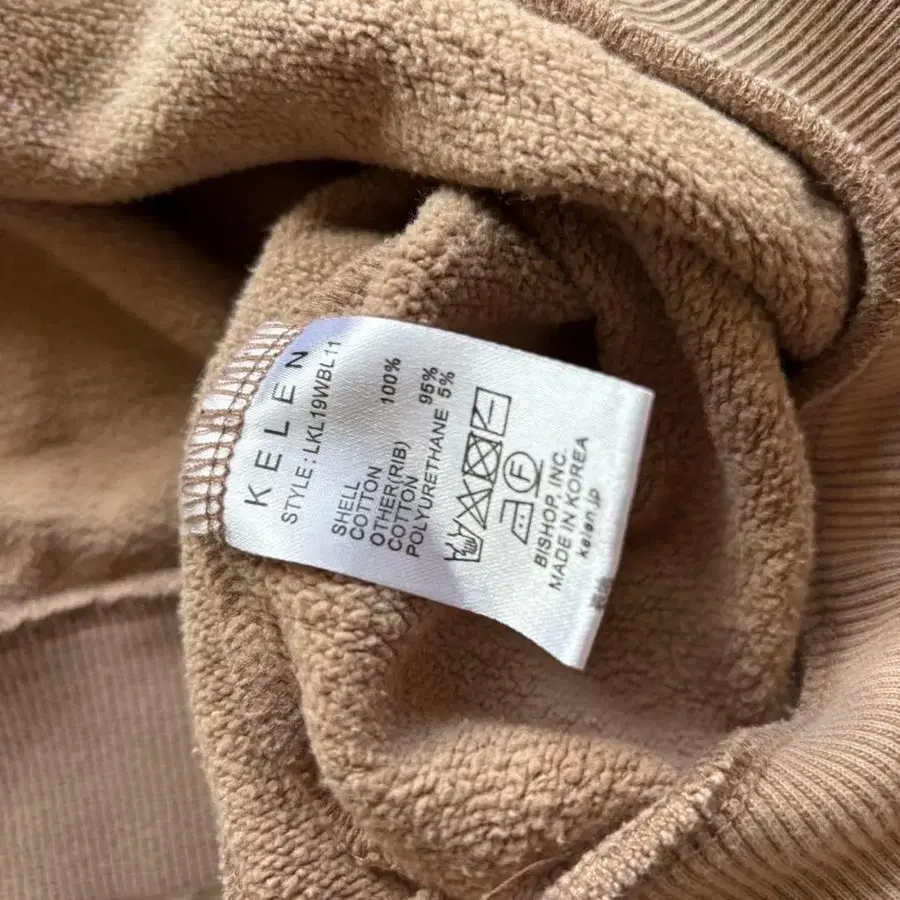 KELEN
STYLE : LKL19WBL11
SHELL
COTTON 100%
OTHER(RIB)
COTTON 95%
POLYURETHANE 5%
F
BISHOP, INC.
MADE IN KOREA
kelen.jp